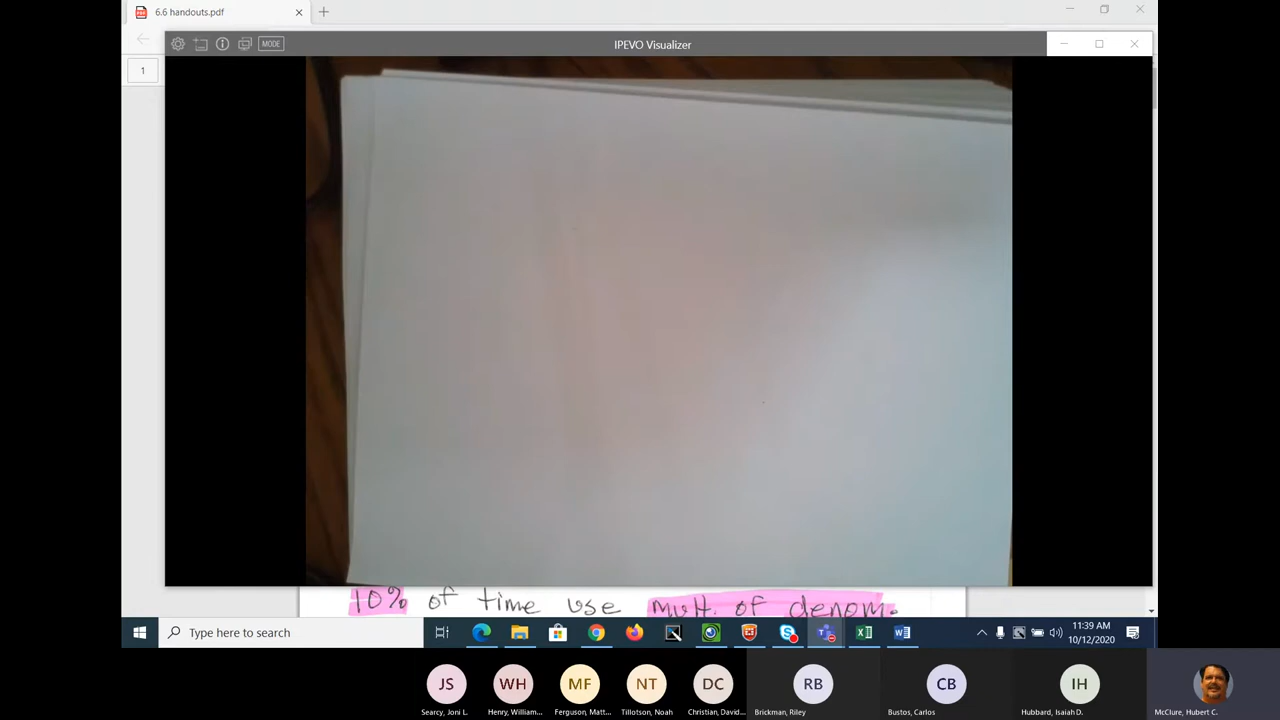 6.6 handouts.pdf
MODE
IPEVO Visualizer
1
10% of time use mult. of denom.
Type here to search
11:39 AM
10/12/2020
JS
WH
MF
NT
DC
RB
CB
IH
Searcy, Joni L.
Henry, William...
Ferguson, Matt...
Tillotson, Noah
Christian, David...
Brickman, Riley
Bustos, Carlos
Hubbard, Isaiah D.
McClure, Hubert C.